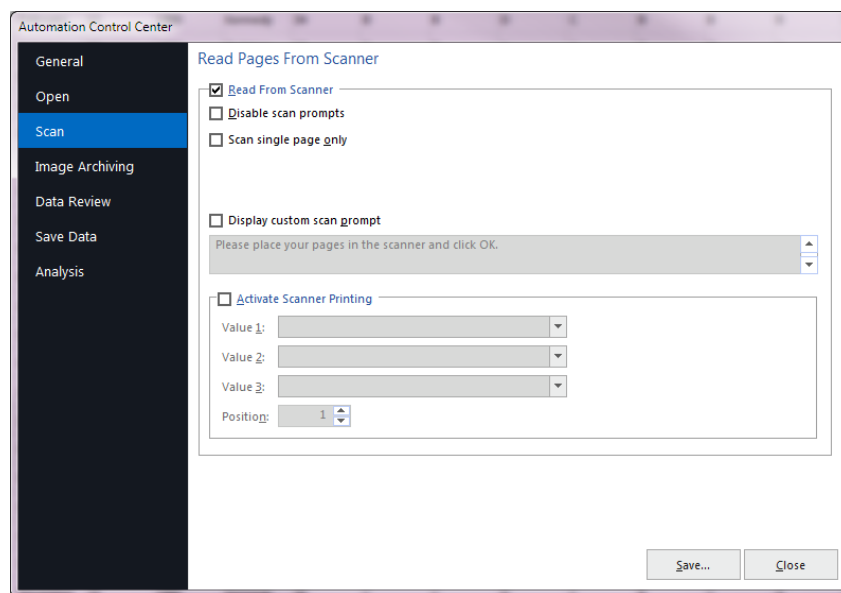 Automation Control Center
General
Open
Scan
Image Archiving
Data Review
Save Data
Analysis
Read Pages From Scanner
Read From Scanner
Disable scan prompts
Scan single page only
Display custom scan prompt
Please place your pages in the scanner and click OK.
Activate Scanner Printing
Value 1:
Value 2:
Value 3:
Position: 1
Save... Close